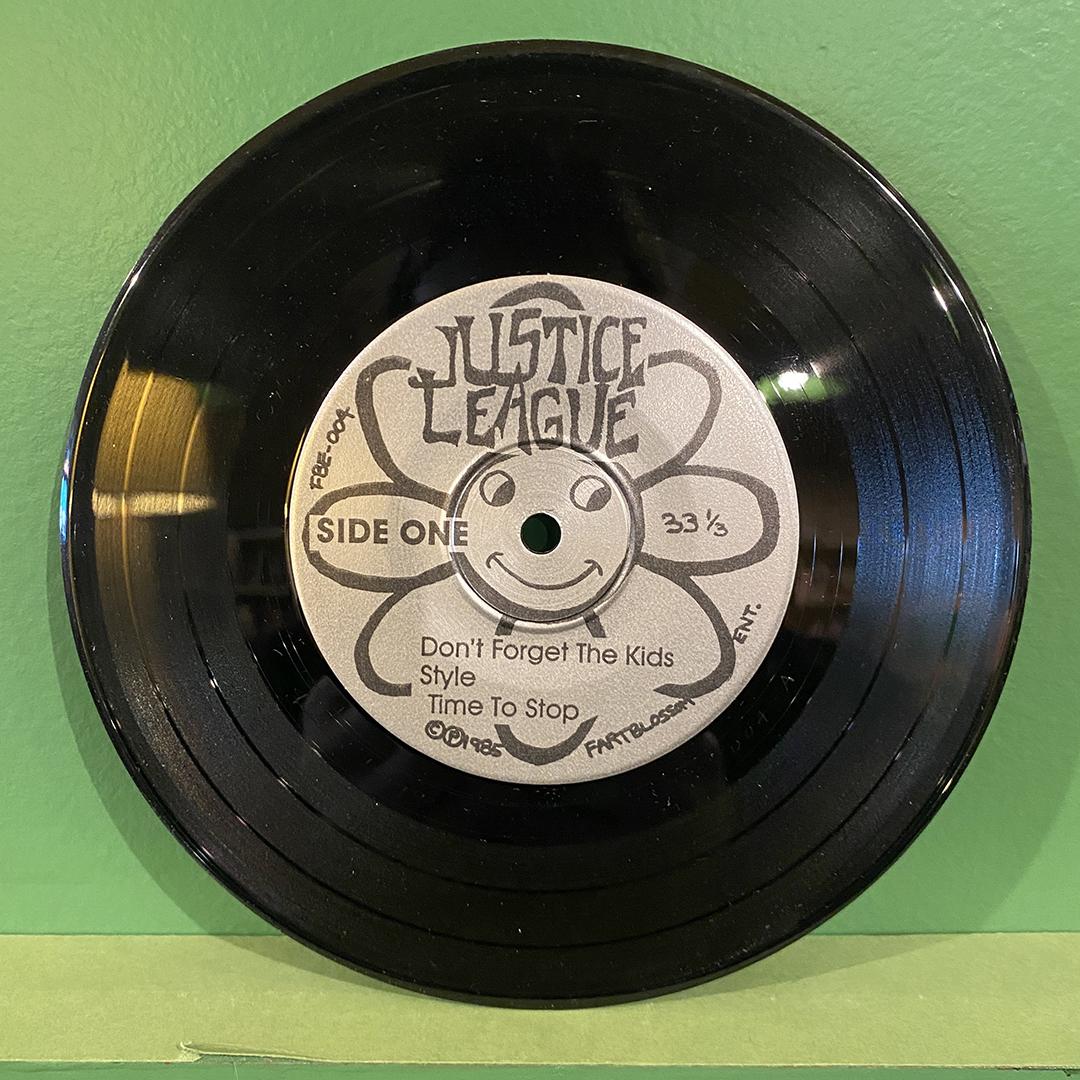 JUSTICE
LEAGUE
FBE-004
SIDE ONE
33 ⅓
Don't Forget The Kids
Style
Time To Stop
©℗1985
FARTBLOSSOM
ENT.